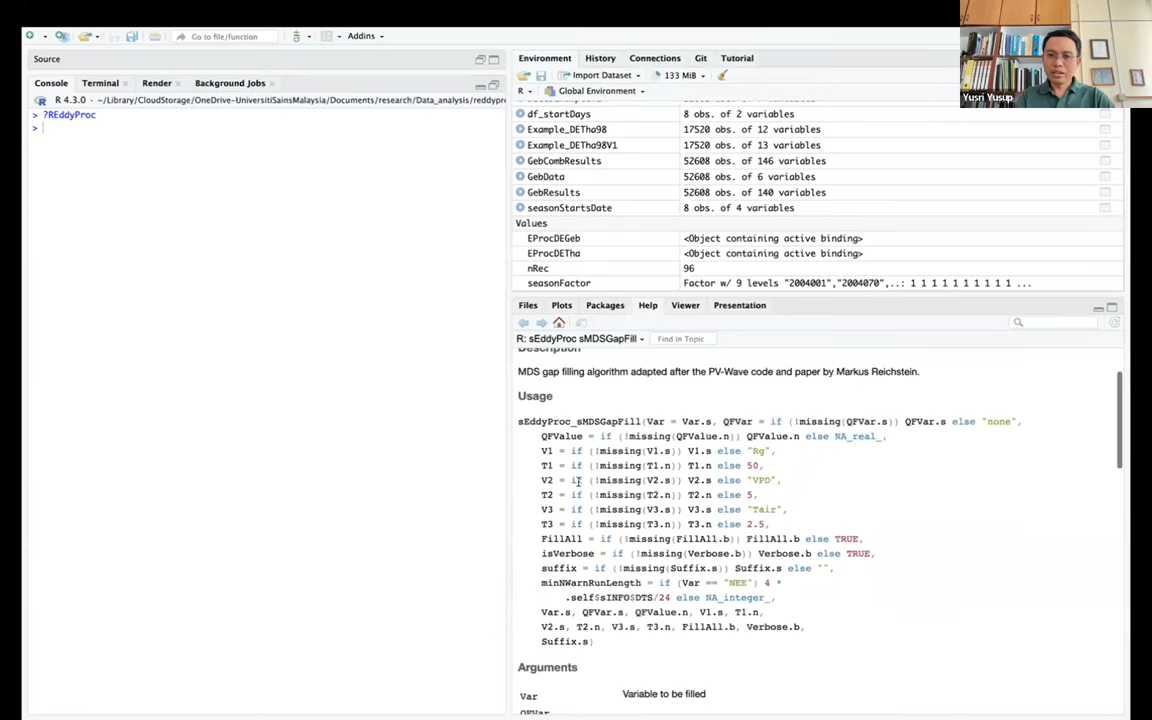 Go to file/function
Addins
Source
Console
Terminal
Render
Background Jobs
R 4.3.0 · ~/Library/CloudStorage/OneDrive-UniversitiSainsMalaysia/Documents/research/Data_analysis/reddypro
> ?REddyProc
>
Environment
History
Connections
Git
Tutorial
Import Dataset
133 MiB
R
Global Environment
df_startDays 8 obs. of 2 variables
Example_DETha98 17520 obs. of 12 variables
Example_DETha98V1 17520 obs. of 13 variables
GebCombResults 52608 obs. of 146 variables
GebData 52608 obs. of 6 variables
GebResults 52608 obs. of 140 variables
seasonStartsDate 8 obs. of 4 variables
Values
EProcDEGeb <Object containing active binding>
EProcDETha <Object containing active binding>
nRec 96
seasonFactor Factor w/ 9 levels "2004001","2004070",..: 1 1 1 1 1 1 1 1 1 1 ...
Files
Plots
Packages
Help
Viewer
Presentation
R: sEddyProc sMDSGapFill
Find in Topic
Description
MDS gap filling algorithm adapted after the PV-Wave code and paper by Markus Reichstein.
Usage
sEddyProc_sMDSGapFill(Var = Var.s, QFVar = if (!missing(QFVar.s)) QFVar.s else "none",
QFValue = if (!missing(QFValue.n)) QFValue.n else NA_real_,
V1 = if (!missing(V1.s)) V1.s else "Rg",
T1 = if (!missing(T1.n)) T1.n else 50,
V2 = if (!missing(V2.s)) V2.s else "VPD",
T2 = if (!missing(T2.n)) T2.n else 5,
V3 = if (!missing(V3.s)) V3.s else "Tair",
T3 = if (!missing(T3.n)) T3.n else 2.5,
FillAll = if (!missing(FillAll.b)) FillAll.b else TRUE,
isVerbose = if (!missing(Verbose.b)) Verbose.b else TRUE,
suffix = if (!missing(Suffix.s)) Suffix.s else "",
minNWarnRunLength = if (Var == "NEE") 4 *
.self$sINFO$DTS/24 else NA_integer_,
Var.s, QFVar.s, QFValue.n, V1.s, T1.n,
V2.s, T2.n, V3.s, T3.n, FillAll.b, Verbose.b,
Suffix.s)
Arguments
Var Variable to be filled
QFVar
Yusri Yusup